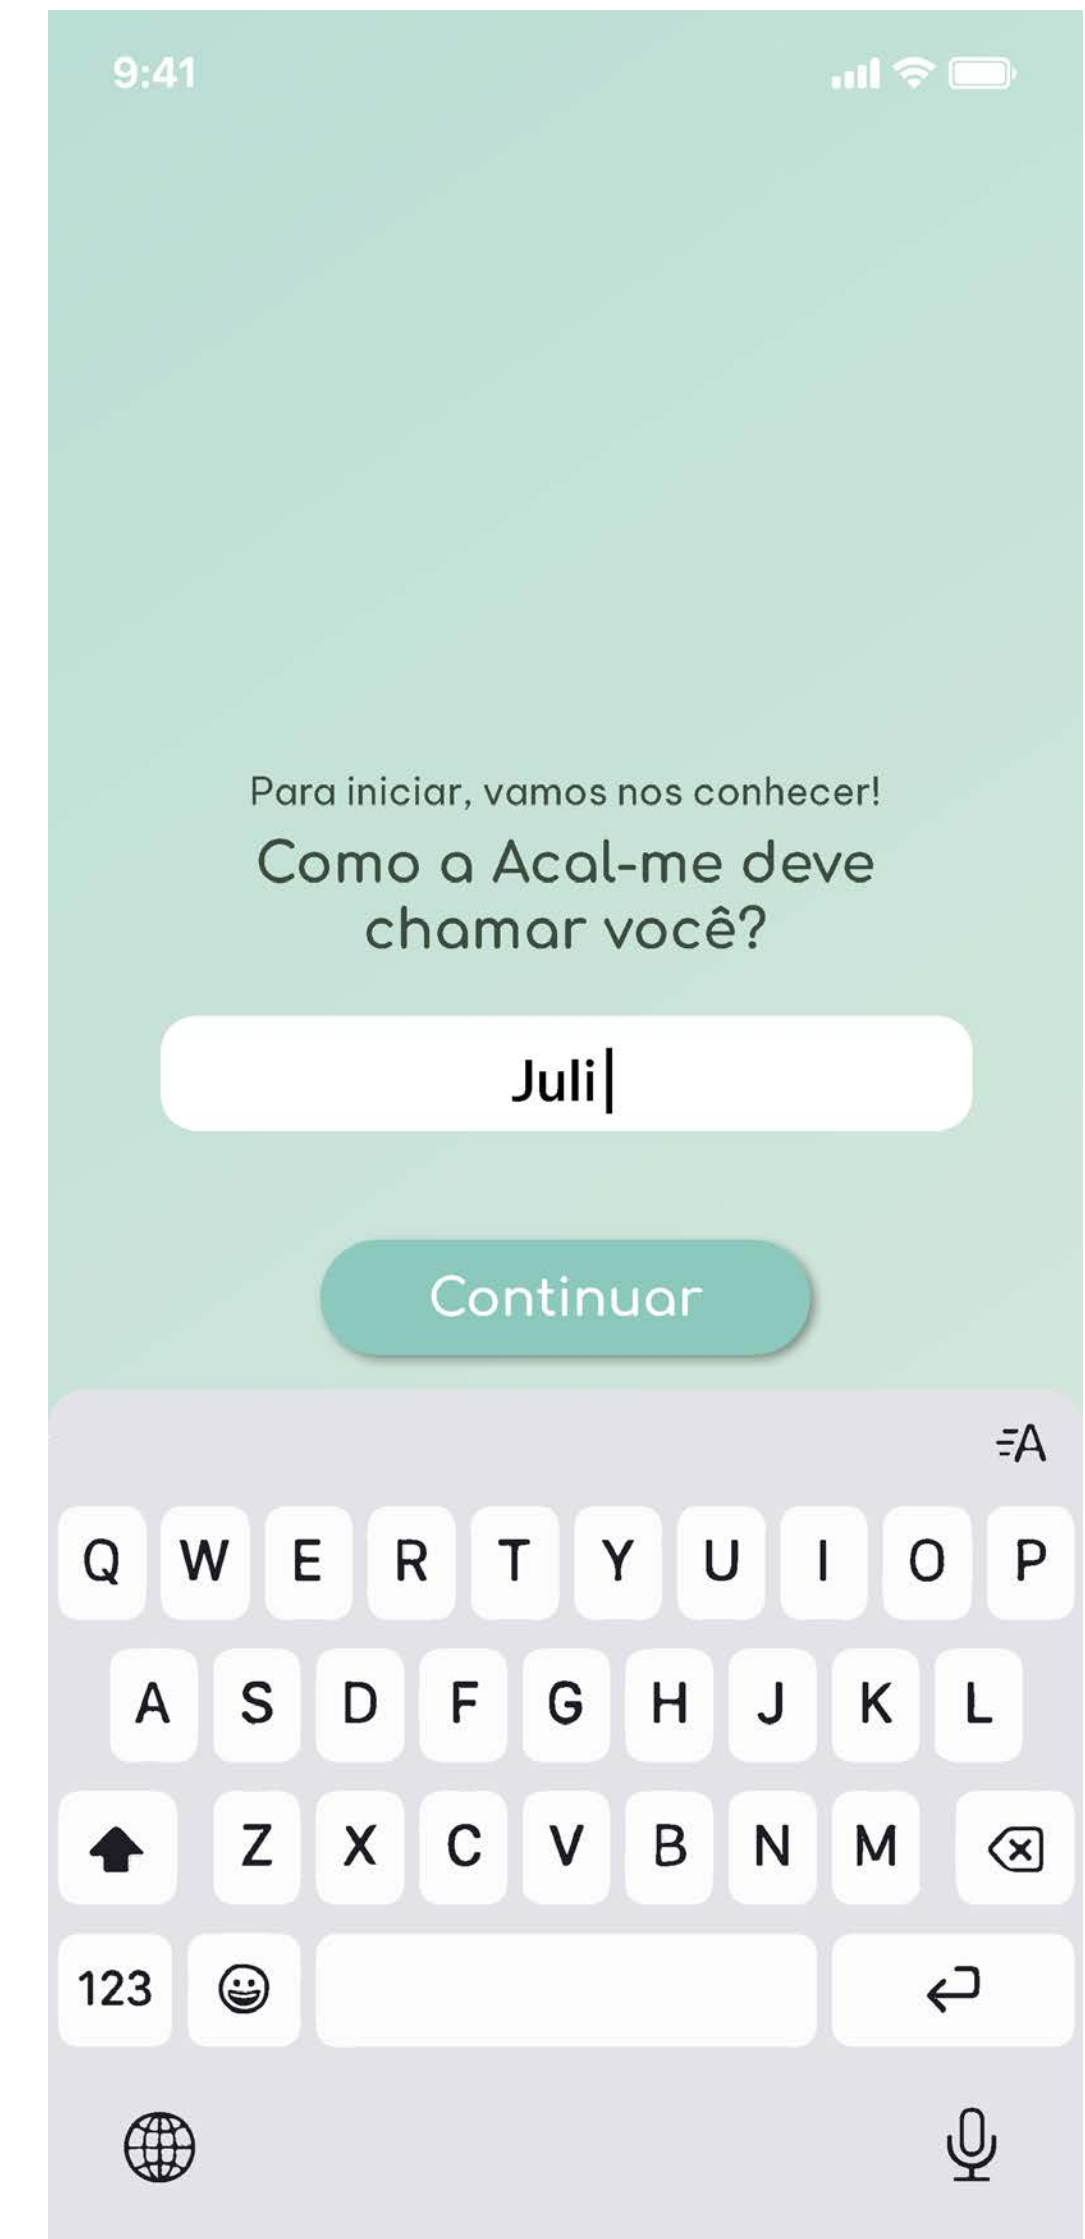 9:41
Para iniciar, vamos nos conhecer!
Como a Acal-me deve
chamar você?
Juli
Continuar
A
Q W E R T Y U I O P
A S D F G H J K L
Z X C V B N M
123